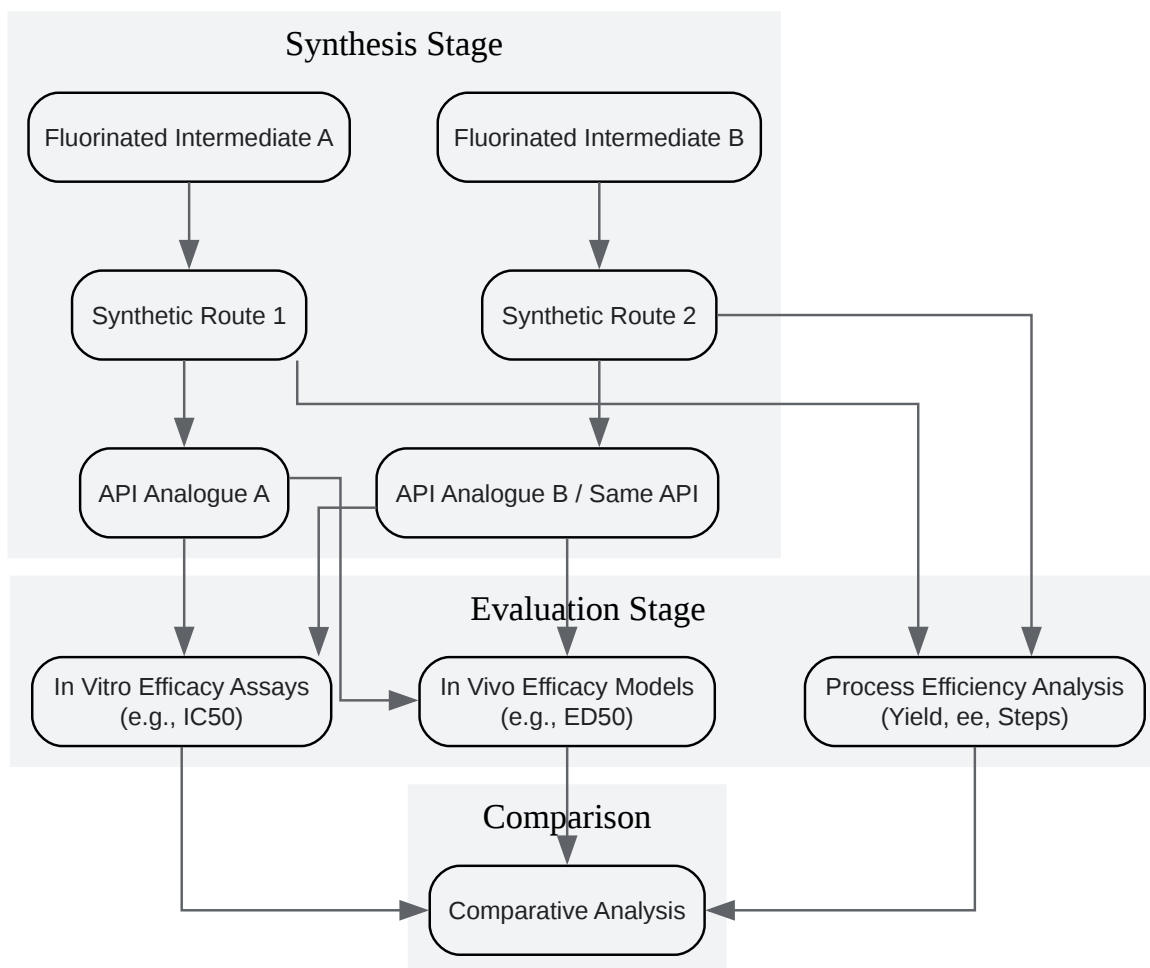 Synthesis Stage
Fluorinated Intermediate A
Fluorinated Intermediate B
Synthetic Route 1
Synthetic Route 2
API Analogue A
API Analogue B / Same API
Evaluation Stage
In Vitro Efficacy Assays
(e.g., IC50)
In Vivo Efficacy Models
(e.g., ED50)
Process Efficiency Analysis
(Yield, ee, Steps)
Comparison
Comparative Analysis